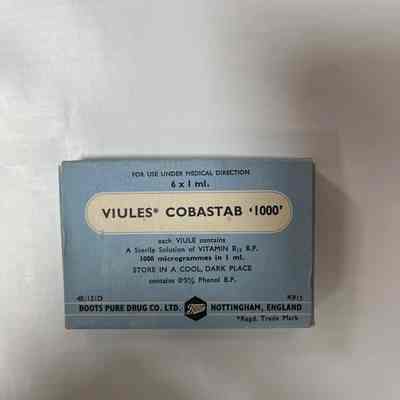 FOR USE UNDER MEDICAL DIRECTION
6 x 1 ml.
VIULES* COBASTAB ‘1000’
each VIULE contains
A Sterile Solution of VITAMIN B12 B.P.
1000 micrograms in 1 ml.
STORE IN A COOL, DARK PLACE
contains 0·5% Phenol B.P.
BOOTS PURE DRUG CO. LTD. Boots NOTTINGHAM, ENGLAND
*Regd. Trade Mark